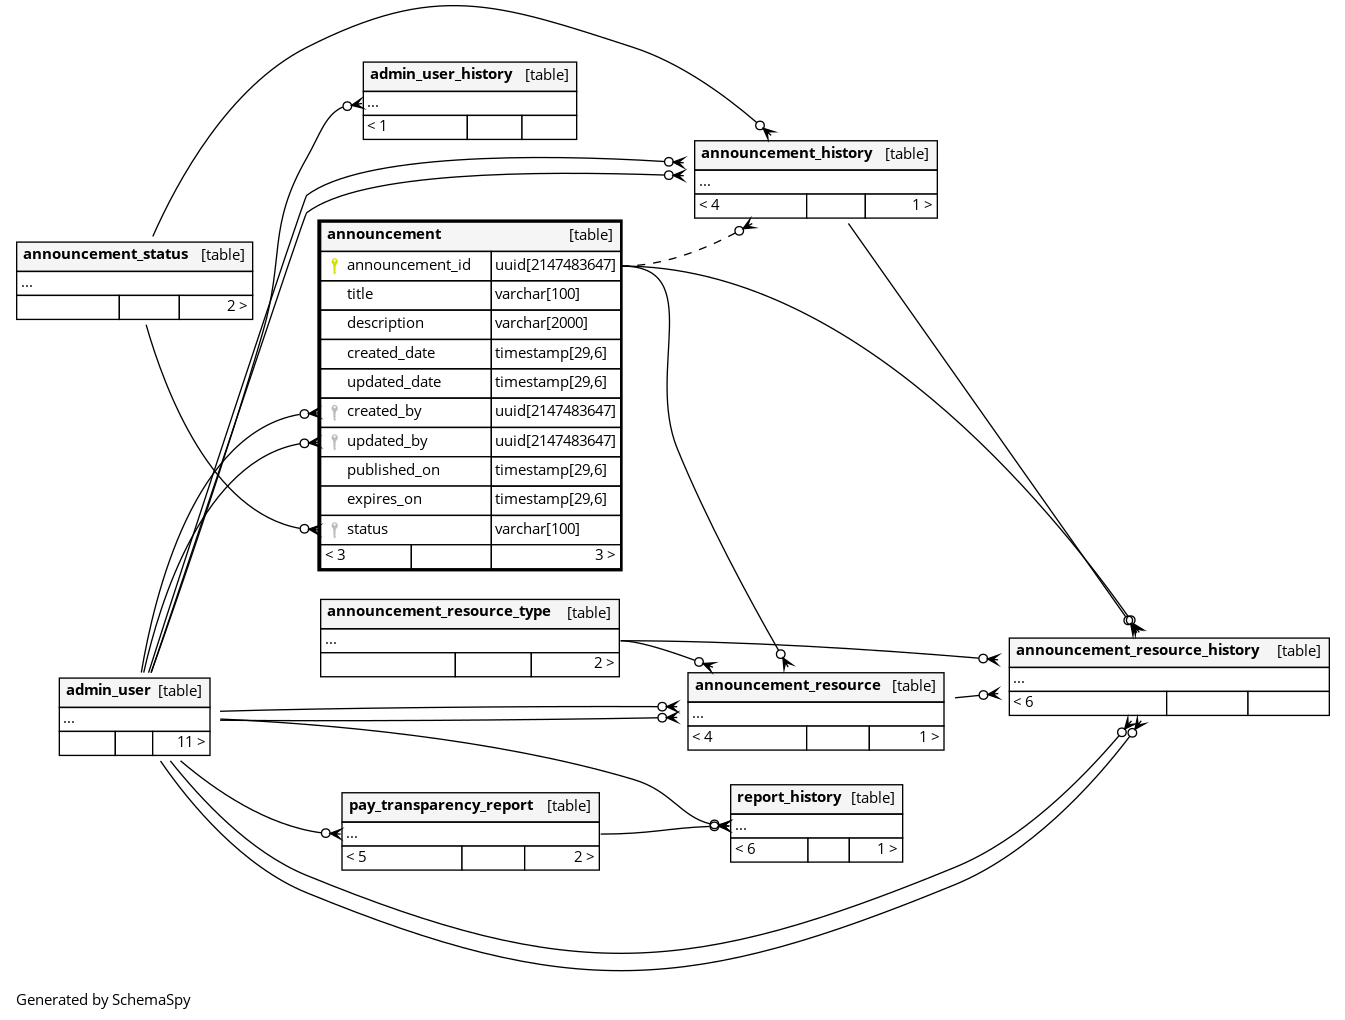 admin_user_history [table]
...
< 1
announcement_history [table]
...
< 4 1 >
announcement_status [table]
...
2 >
announcement [table]
announcement_id uuid[2147483647]
title varchar[100]
description varchar[2000]
created_date timestamp[29,6]
updated_date timestamp[29,6]
created_by uuid[2147483647]
updated_by uuid[2147483647]
published_on timestamp[29,6]
expires_on timestamp[29,6]
status varchar[100]
< 3 3 >
announcement_resource_type [table]
...
2 >
announcement_resource_history [table]
...
< 6
admin_user [table]
...
11 >
announcement_resource [table]
...
< 4 1 >
pay_transparency_report [table]
...
< 5 2 >
report_history [table]
...
< 6 1 >
Generated by SchemaSpy